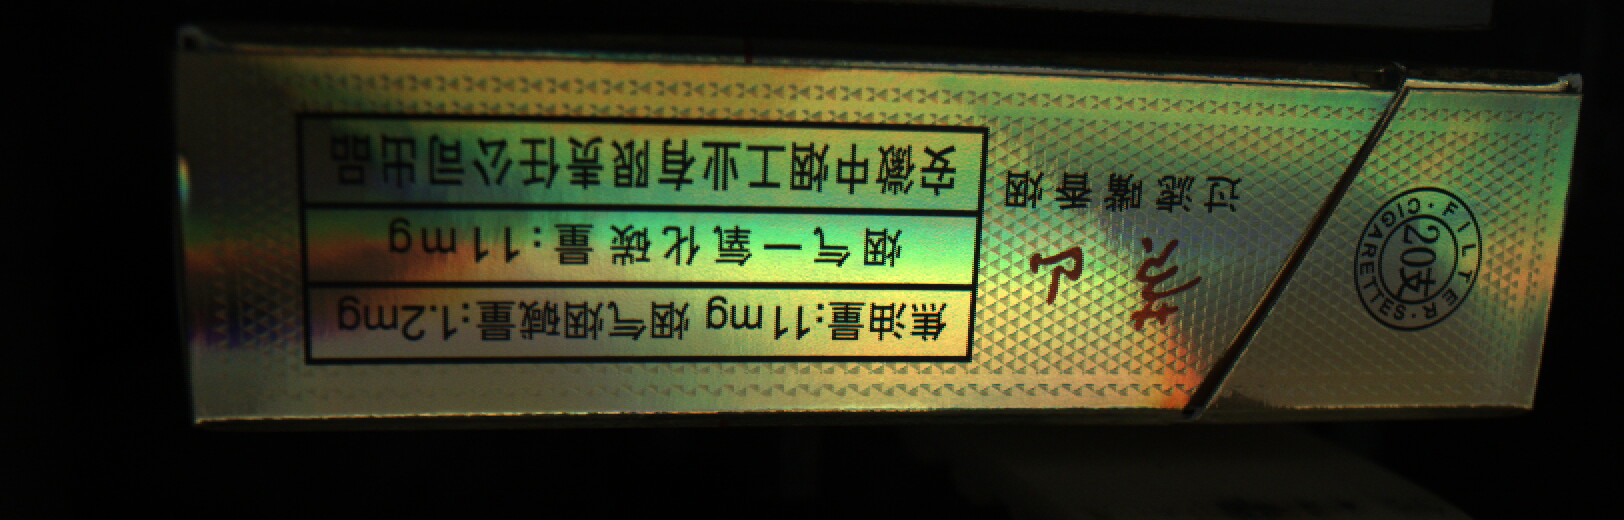 FILTER · CIGARETTES ·
20支
黄山
过滤嘴香烟
焦油量:11mg 烟气烟碱量:1.2mg
烟气一氧化碳量:11mg
安徽中烟工业有限责任公司出品